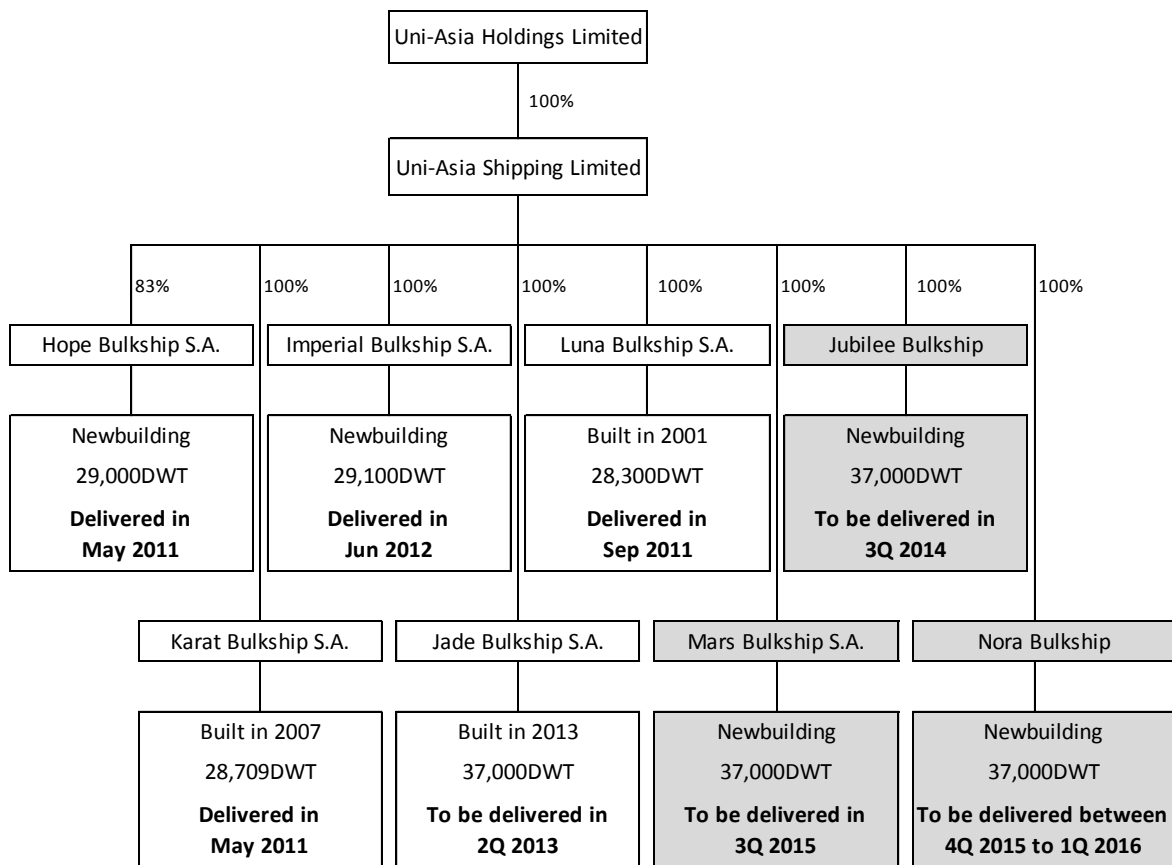 Uni-Asia Holdings Limited
100%
Uni-Asia Shipping Limited
83%
100%
100%
100%
100%
100%
100%
100%
Hope Bulkship S.A.
Imperial Bulkship S.A.
Luna Bulkship S.A.
Jubilee Bulkship
Newbuilding
29,000DWT
Delivered in
May 2011
Newbuilding
29,100DWT
Delivered in
Jun 2012
Built in 2001
28,300DWT
Delivered in
Sep 2011
Newbuilding
37,000DWT
To be delivered in
3Q 2014
Karat Bulkship S.A.
Jade Bulkship S.A.
Mars Bulkship S.A.
Nora Bulkship
Built in 2007
28,709DWT
Delivered in
May 2011
Built in 2013
37,000DWT
To be delivered in
2Q 2013
Newbuilding
37,000DWT
To be delivered in
3Q 2015
Newbuilding
37,000DWT
To be delivered between
4Q 2015 to 1Q 2016